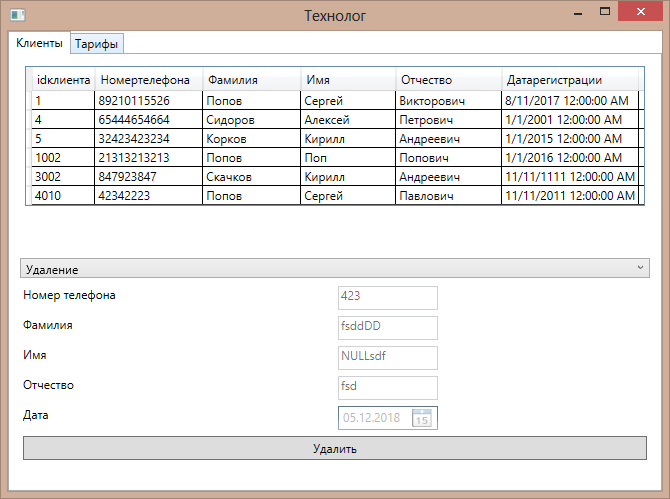 Технолог
Клиенты Тарифы
idклиента Номертелефона Фамилия Имя Отчество Датарегистрации
1 89210115526 Попов Сергей Викторович 8/11/2017 12:00:00 AM
4 65444654664 Сидоров Алексей Петрович 1/1/2001 12:00:00 AM
5 32423423234 Корков Кирилл Андреевич 1/1/2015 12:00:00 AM
1002 21313213213 Попов Поп Попович 1/1/2016 12:00:00 AM
3002 847923847 Скачков Кирилл Андреевич 11/11/1111 12:00:00 AM
4010 42342223 Попов Сергей Павлович 11/11/2011 12:00:00 AM
Удаление
Номер телефона 423
Фамилия fsddDD
Имя NULLsdf
Отчество fsd
Дата 05.12.2018 15
Удалить